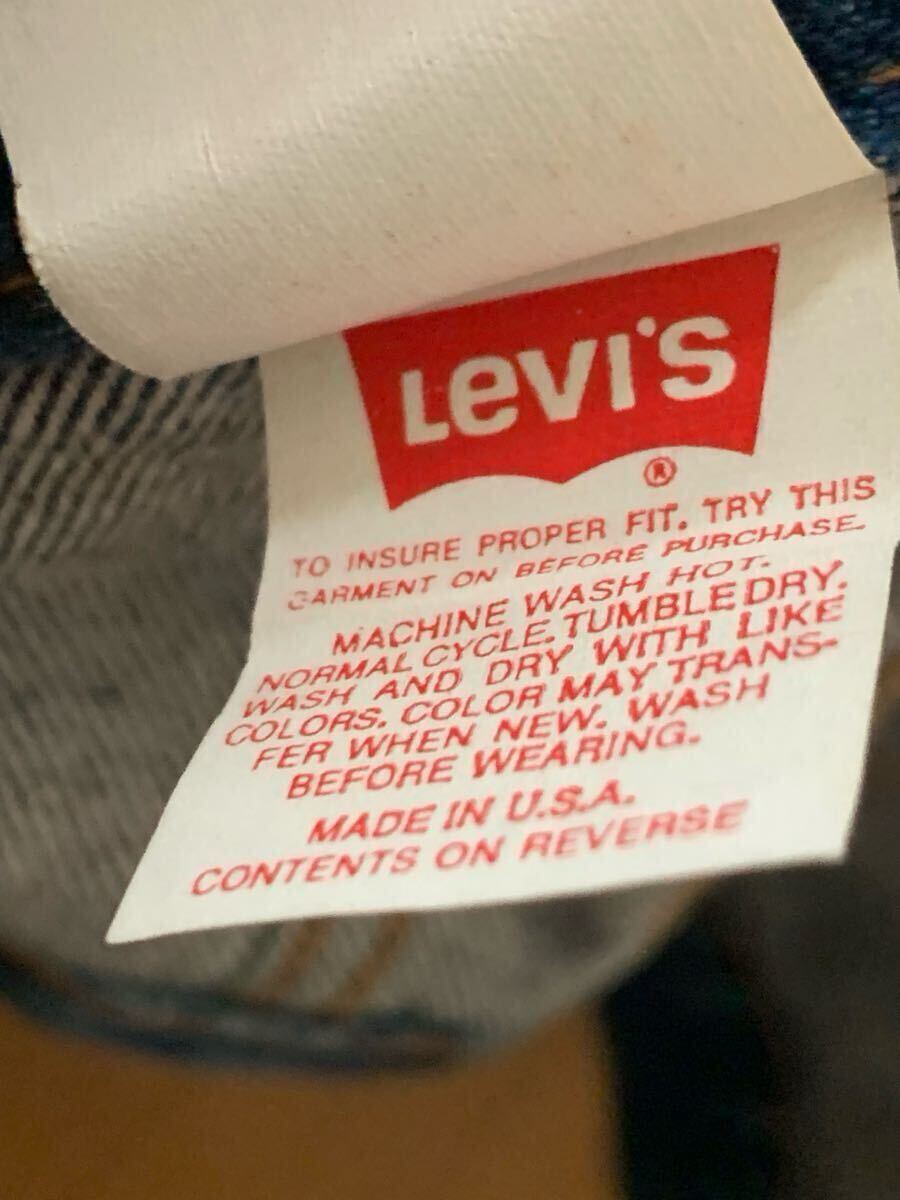 LEVI'S
®
TO INSURE PROPER FIT. TRY THIS
GARMENT ON BEFORE PURCHASE.
MACHINE WASH HOT.
NORMAL CYCLE. TUMBLE DRY.
WASH AND DRY WITH LIKE
COLORS. COLOR MAY TRANS-
FER WHEN NEW. WASH
BEFORE WEARING.
MADE IN U.S.A.
CONTENTS ON REVERSE